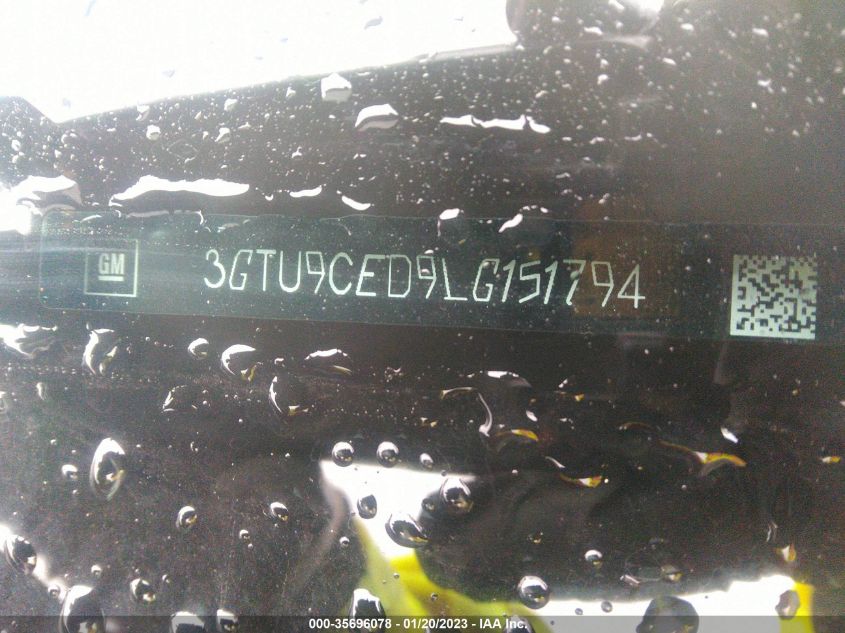 GM 3GTU9CED9LG151794
000-35696078 - 01/20/2023 - IAA Inc.